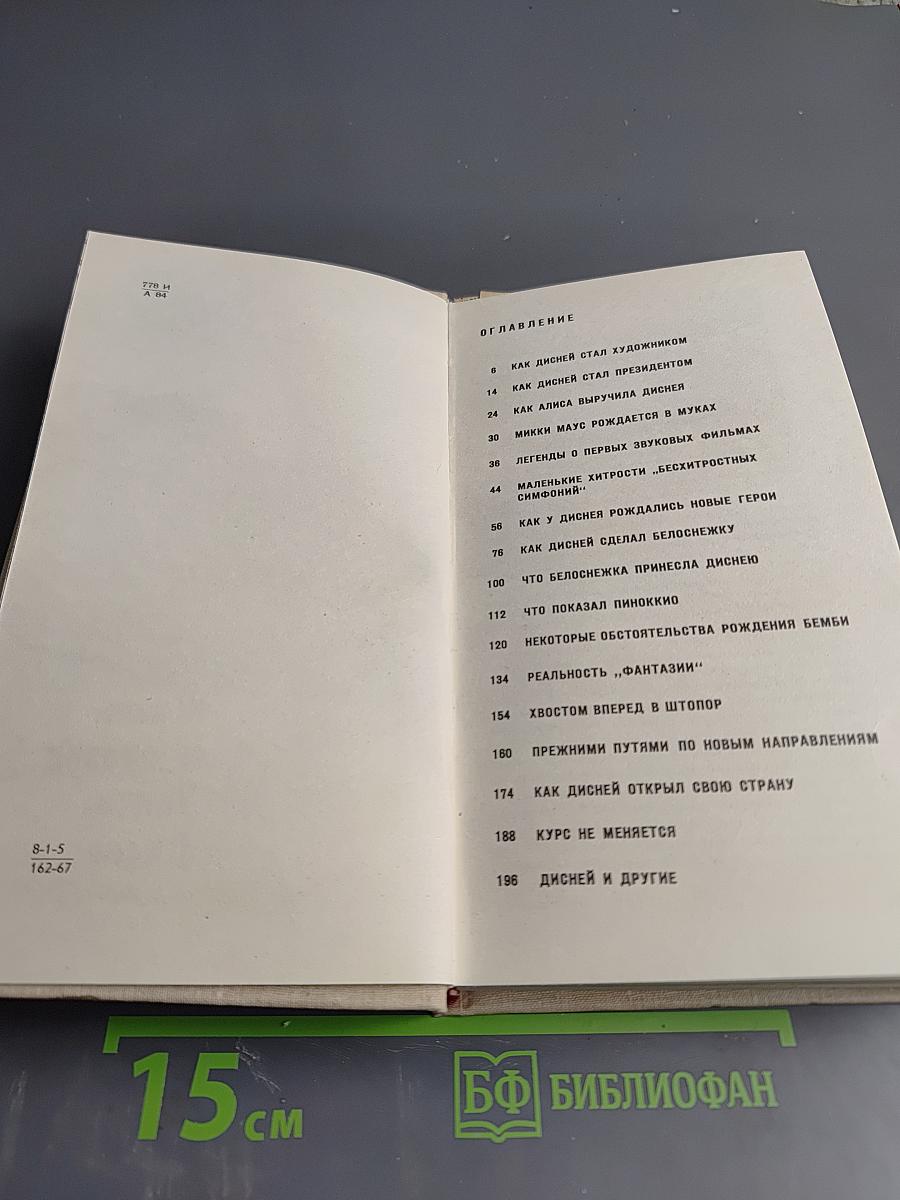 778 И
А 84
8-1-5
162-67
ОГЛАВЛЕНИЕ
6 КАК ДИСНЕЙ СТАЛ ХУДОЖНИКОМ
14 КАК ДИСНЕЙ СТАЛ ПРЕЗИДЕНТОМ
24 КАК АЛИСА ВЫРУЧИЛА ДИСНЕЯ
30 МИККИ МАУС РОЖДАЕТСЯ В МУКАХ
36 ЛЕГЕНДЫ О ПЕРВЫХ ЗВУКОВЫХ ФИЛЬМАХ
44 МАЛЕНЬКИЕ ХИТРОСТИ „БЕСХИТРОСТНЫХ
СИМФОНИЙ“
56 КАК У ДИСНЕЯ РОЖДАЛИСЬ НОВЫЕ ГЕРОИ
76 КАК ДИСНЕЙ СДЕЛАЛ БЕЛОСНЕЖКУ
100 ЧТО БЕЛОСНЕЖКА ПРИНЕСЛА ДИСНЕЮ
112 ЧТО ПОКАЗАЛ ПИНОККИО
120 НЕКОТОРЫЕ ОБСТОЯТЕЛЬСТВА РОЖДЕНИЯ БЕМБИ
134 РЕАЛЬНОСТЬ „ФАНТАЗИИ“
154 ХВОСТОМ ВПЕРЕД В ШТОПОР
160 ПРЕЖНИМИ ПУТЯМИ ПО НОВЫМ НАПРАВЛЕНИЯМ
174 КАК ДИСНЕЙ ОТКРЫЛ СВОЮ СТРАНУ
188 КУРС НЕ МЕНЯЕТСЯ
196 ДИСНЕЙ И ДРУГИЕ
15 см
БФ БИБЛИОФАН